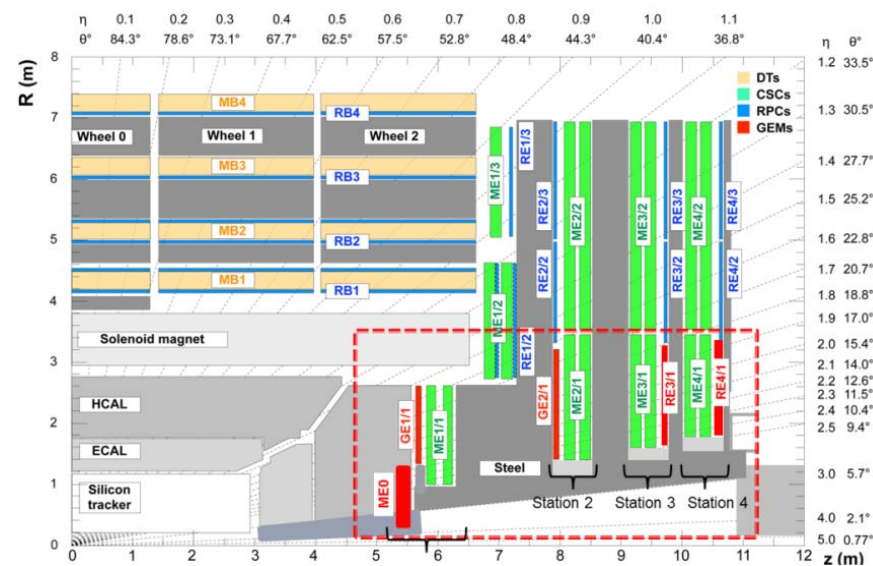 η 0.1 0.2 0.3 0.4 0.5 0.6 0.7 0.8 0.9 1.0 1.1
θ° 84.3° 78.6° 73.1° 67.7° 62.5° 57.5° 52.8° 48.4° 44.3° 40.4° 36.8° η θ°
R (m)
8
7
6
5
4
3
2
1
0
1.2 33.5°
1.3 30.5°
1.4 27.7°
1.5 25.2°
1.6 22.8°
1.7 20.7°
1.8 18.8°
1.9 17.0°
2.0 15.4°
2.1 14.0°
2.2 12.6°
2.3 11.5°
2.4 10.4°
2.5 9.4°
3.0 5.7°
4.0 2.1°
5.0 0.77°
DTs
CSCs
RPCs
GEMs
MB4
RB4
Wheel 0
Wheel 1
Wheel 2
MB3
RB3
MB2
RB2
MB1
RB1
Solenoid magnet
HCAL
ECAL
Silicon
tracker
Steel
ME1/3
RE1/3
ME1/2
RE1/2
RE2/3
RE2/2
ME2/2
ME3/2
RE3/3
RE3/2
ME4/2
RE4/3
RE4/2
GE1/1
ME1/1
GE2/1
ME2/1
ME3/1
RE3/1
ME4/1
RE4/1
ME0
Station 2
Station 3
Station 4
0 1 2 3 4 5 6 7 8 9 10 11 12
z (m)